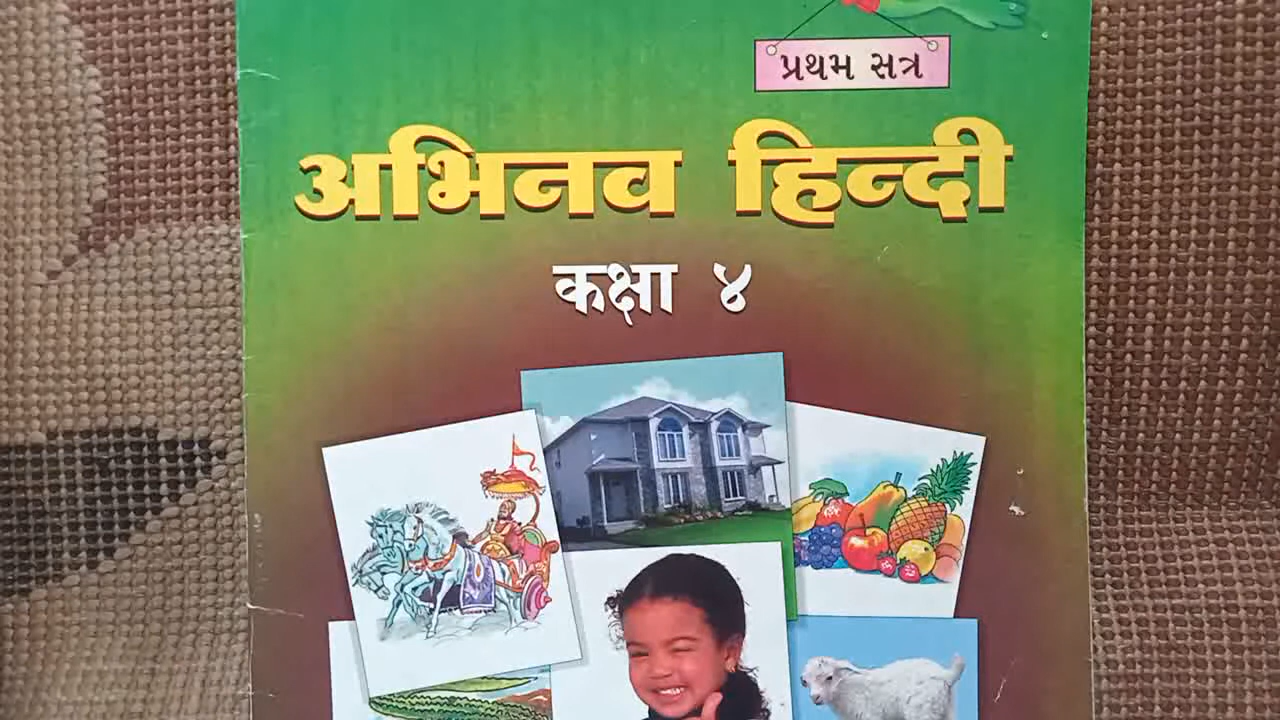 પ્રથમ સત્ર
अभिनव हिन्दी
कक्षा ४